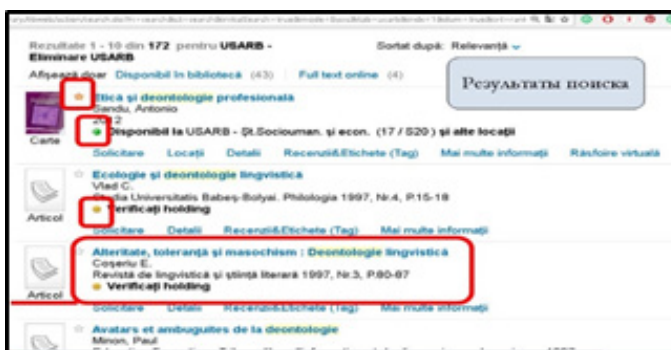 Rezultate 1 - 10 din 172 pentru USARB -
Eliminare USARB
Sortat după: Relevanță
Afișează doar Disponibil în bibliotecă (43) Full text online (4)
Результаты поиска
Etică și deontologie profesională
Sandu, Antonio
Disponibil la USARB - Șt.Sociouman. și econ. (17 / S20 ) și alte locații
Carte
Solicitare Locații Detalii Recenzii&Etichete (Tag) Mai multe informații Răsfoire virtuală
Ecologie și deontologie lingvistică
Vlad C.
Studia Universitatis Babeș-Bolyai. Philologia 1997, Nr.4, P.15-18
Verificați holding
Articol
Solicitare Detalii Recenzii&Etichete (Tag) Mai multe informații
Alteritate, toleranță și masochism : Deontologie lingvistică
Coșeriu E.
Revistă de lingvistică și știință literară 1997, Nr.3, P.80-87
Verificați holding
Articol
Solicitare Detalii Recenzii&Etichete (Tag) Mai multe informații
Avatars et ambiguites de la deontologie
Minon, Paul